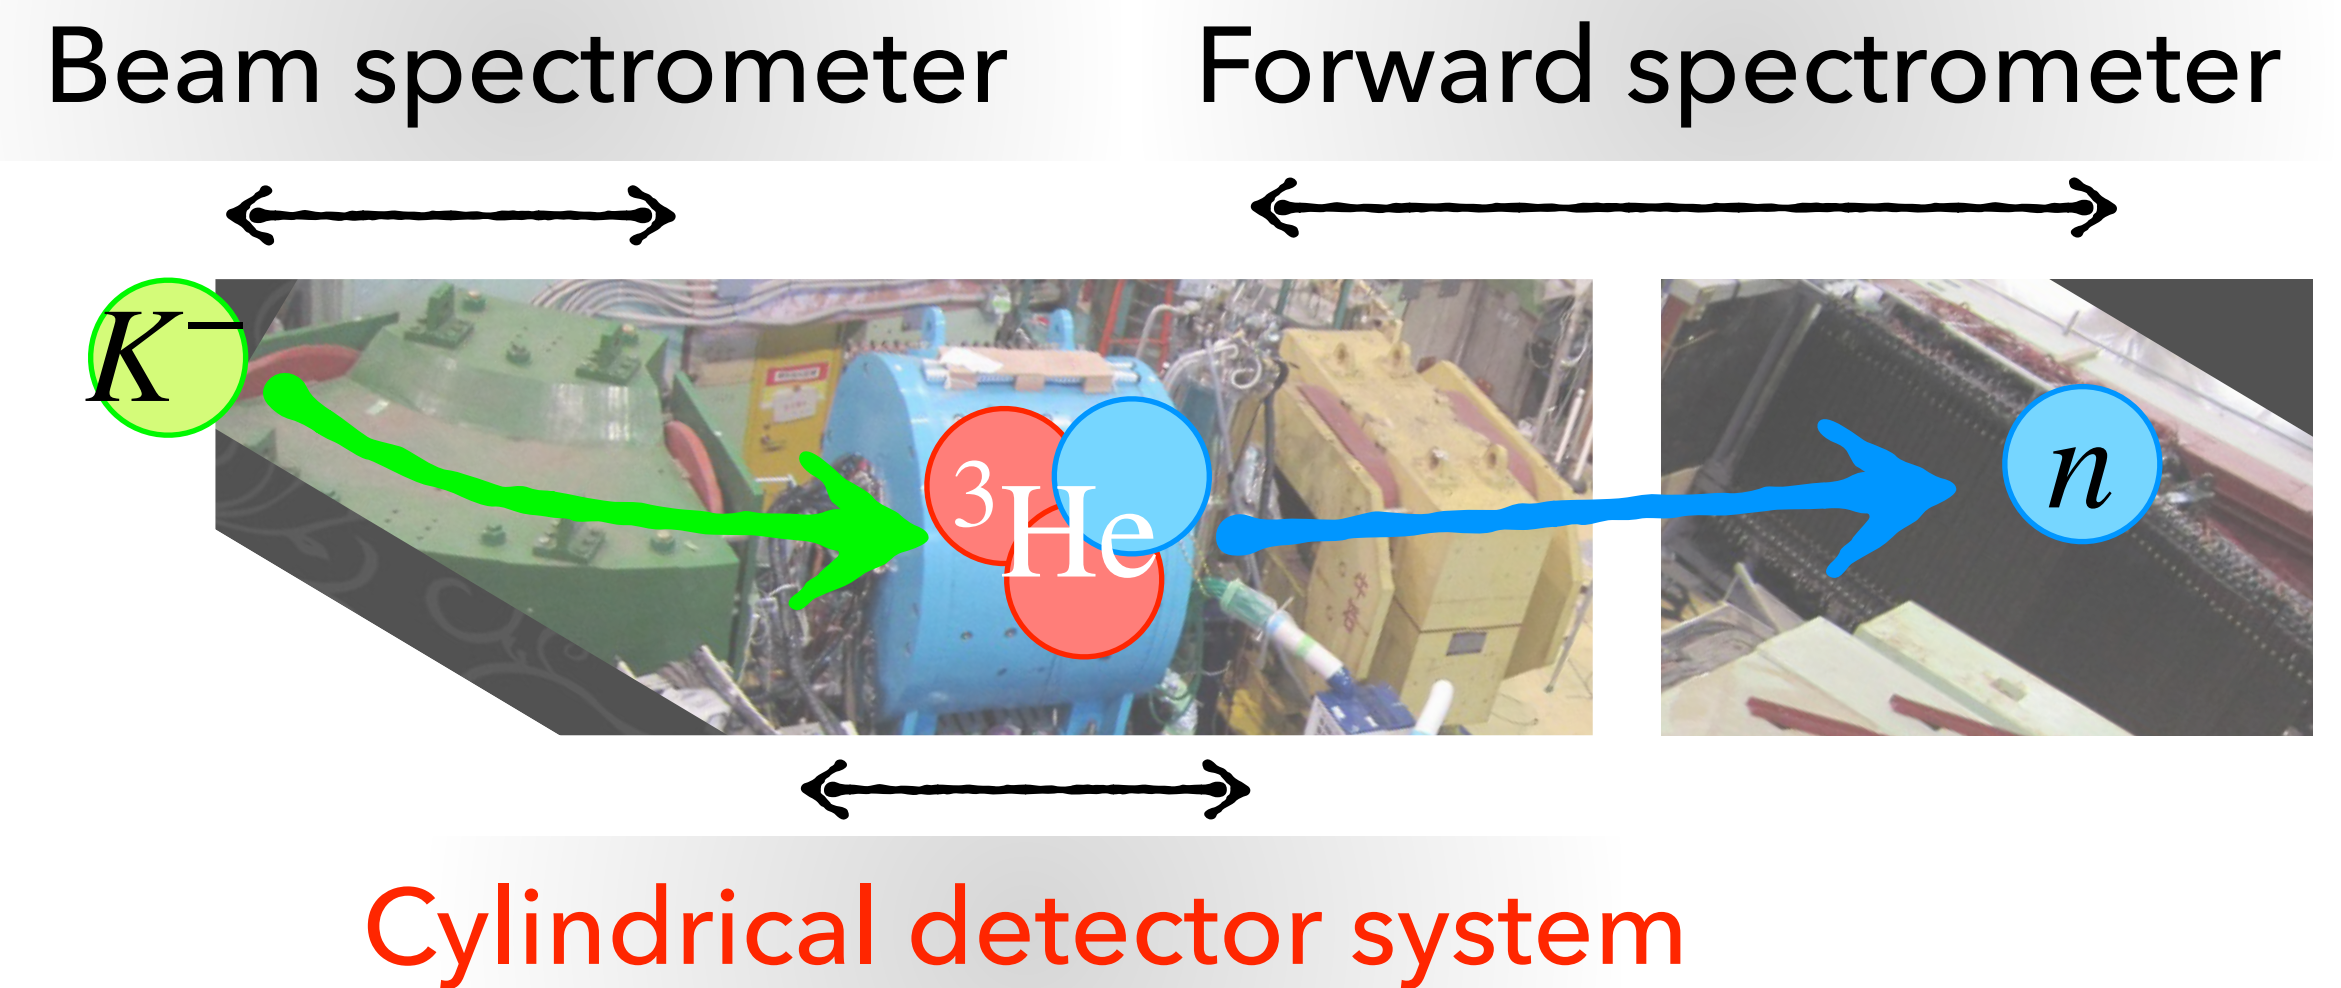 Beam spectrometer
Forward spectrometer
K⁻
³He
n
Cylindrical detector system